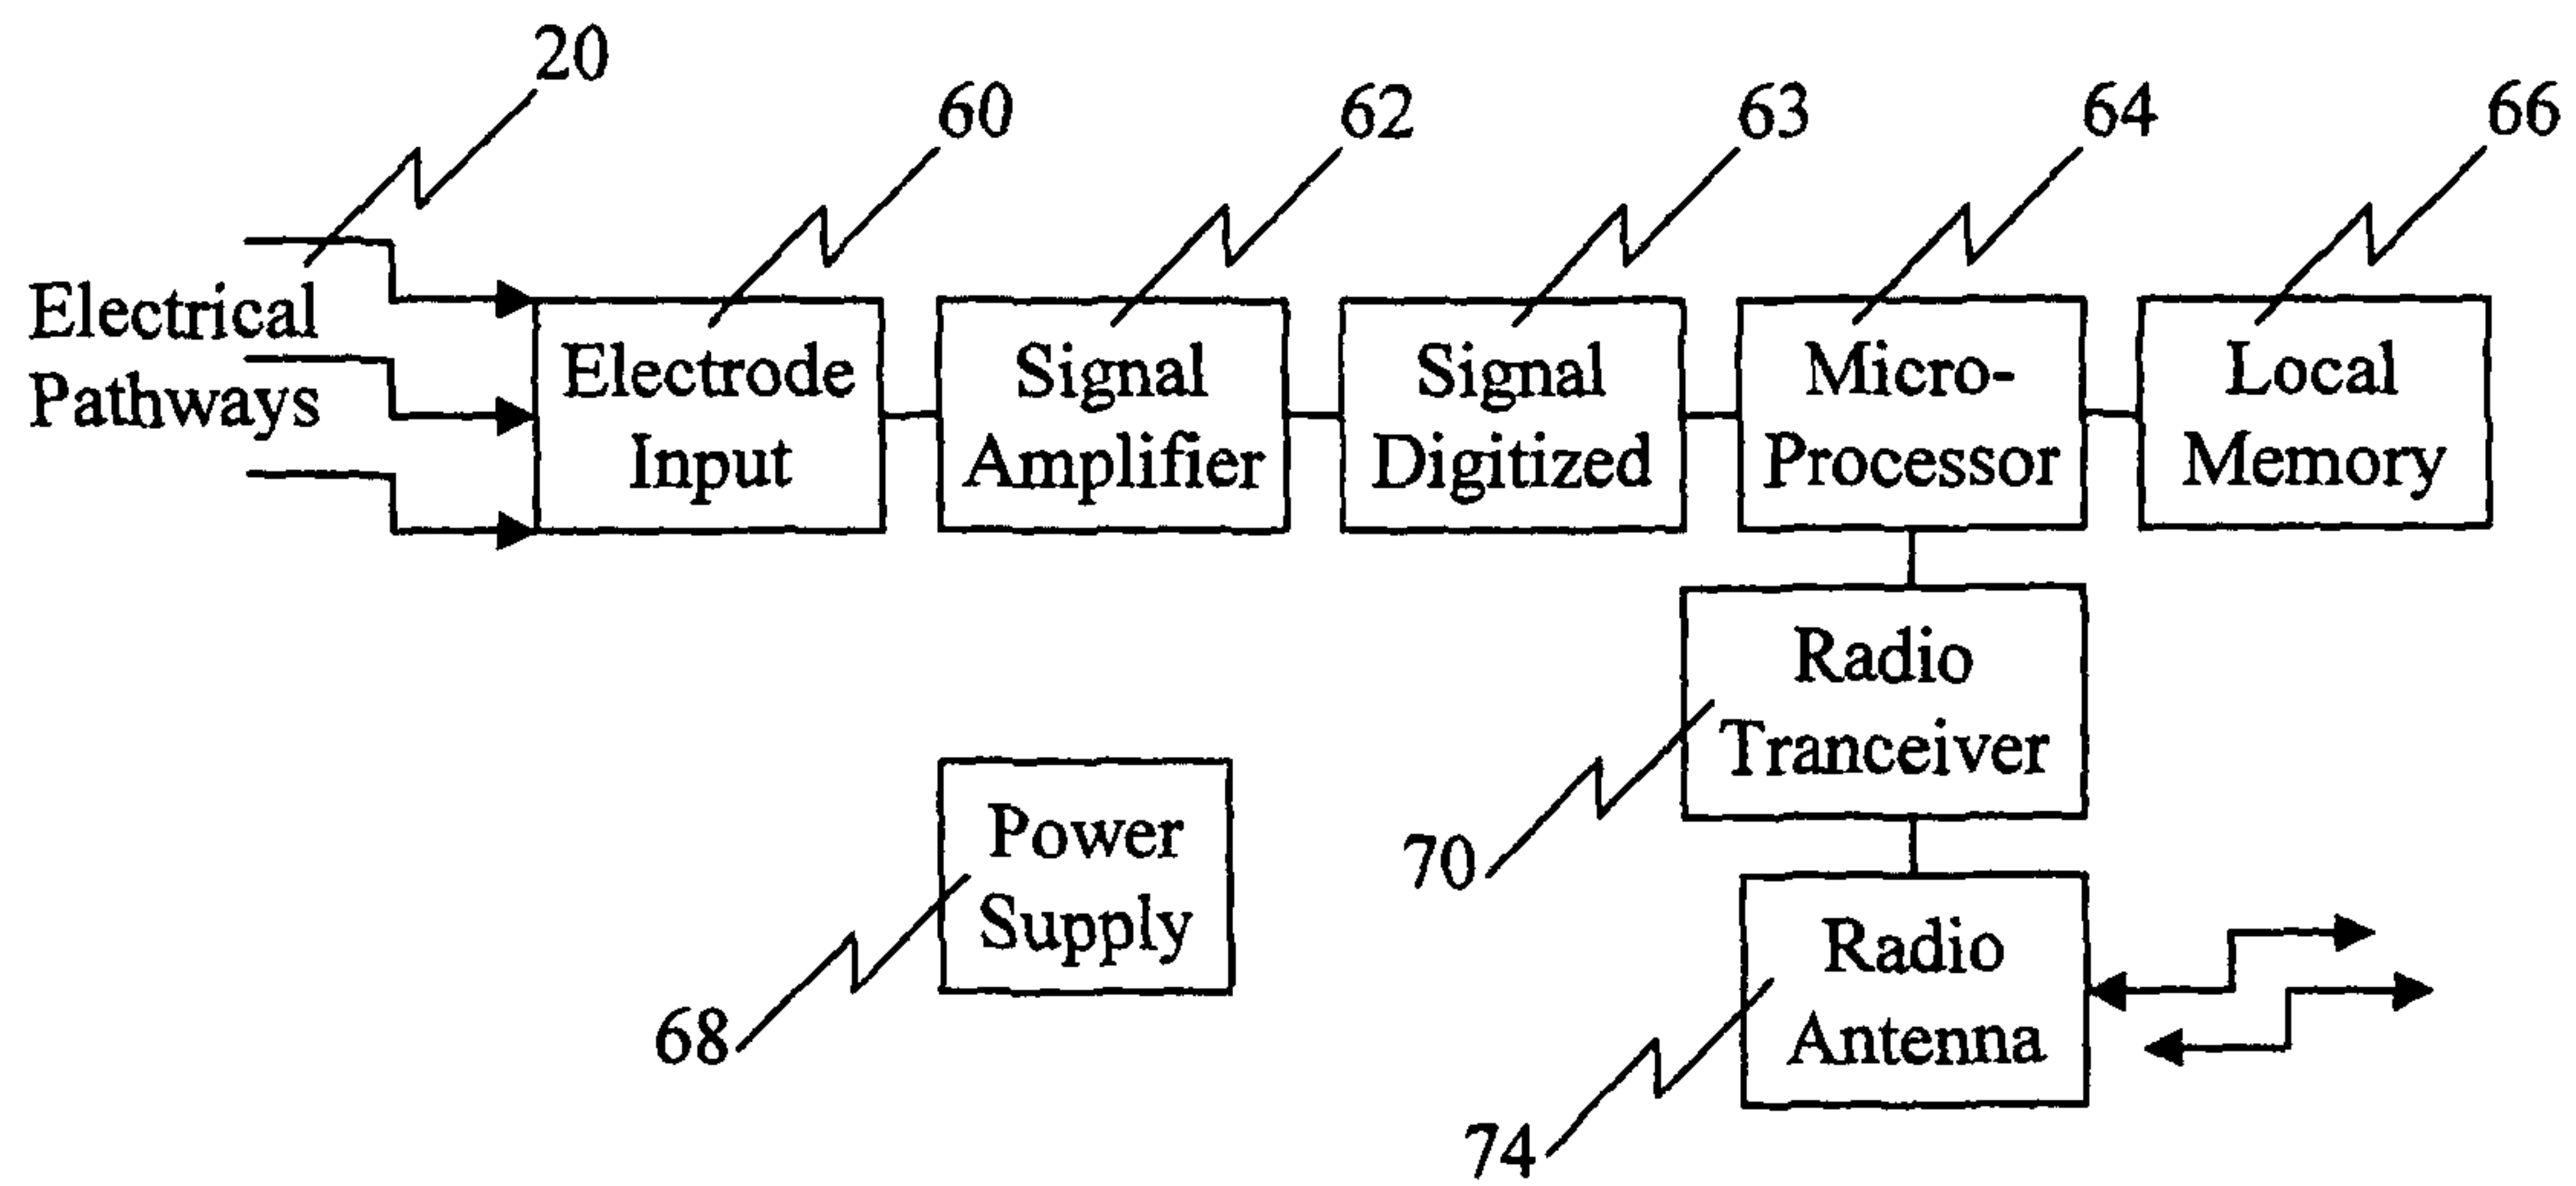 20
60
62
63
64
66
Electrical
Pathways
Electrode
Input
Signal
Amplifier
Signal
Digitized
Micro-
Processor
Local
Memory
Radio
Tranceiver
70
Power
Supply
68
Radio
Antenna
74